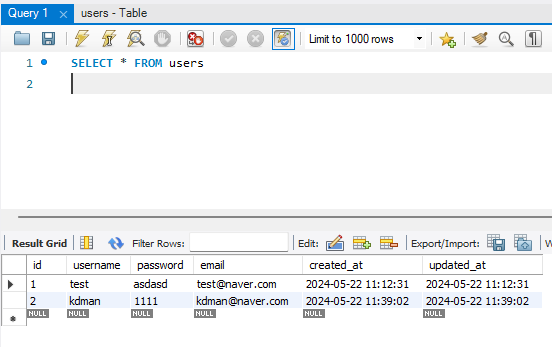 Query 1 users - Table
Limit to 1000 rows
1 SELECT * FROM users
2
Result Grid Filter Rows: Edit: Export/Import: W
id username password email created_at updated_at
1 test asdasd test@naver.com 2024-05-22 11:12:31 2024-05-22 11:12:31
2 kdman 1111 kdman@naver.com 2024-05-22 11:39:02 2024-05-22 11:39:02
NULL NULL NULL NULL NULL NULL